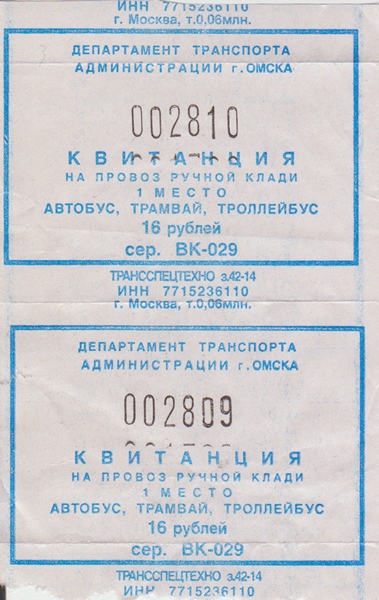 ИНН 7715236110
г. Москва, т.0,06млн.
ДЕПАРТАМЕНТ ТРАНСПОРТА
АДМИНИСТРАЦИИ г. ОМСКА
002810
КВИТАНЦИЯ
НА ПРОВОЗ РУЧНОЙ КЛАДИ
1 МЕСТО
АВТОБУС, ТРАМВАЙ, ТРОЛЛЕЙБУС
16 рублей
сер. ВК-029
ТРАНССПЕЦТЕХНО з.42-14
ИНН 7715236110
г. Москва, т.0,06млн.
ДЕПАРТАМЕНТ ТРАНСПОРТА
АДМИНИСТРАЦИИ г. ОМСКА
002809
КВИТАНЦИЯ
НА ПРОВОЗ РУЧНОЙ КЛАДИ
1 МЕСТО
АВТОБУС, ТРАМВАЙ, ТРОЛЛЕЙБУС
16 рублей
сер. ВК-029
ТРАНССПЕЦТЕХНО з.42-14
ИНН 7715236110